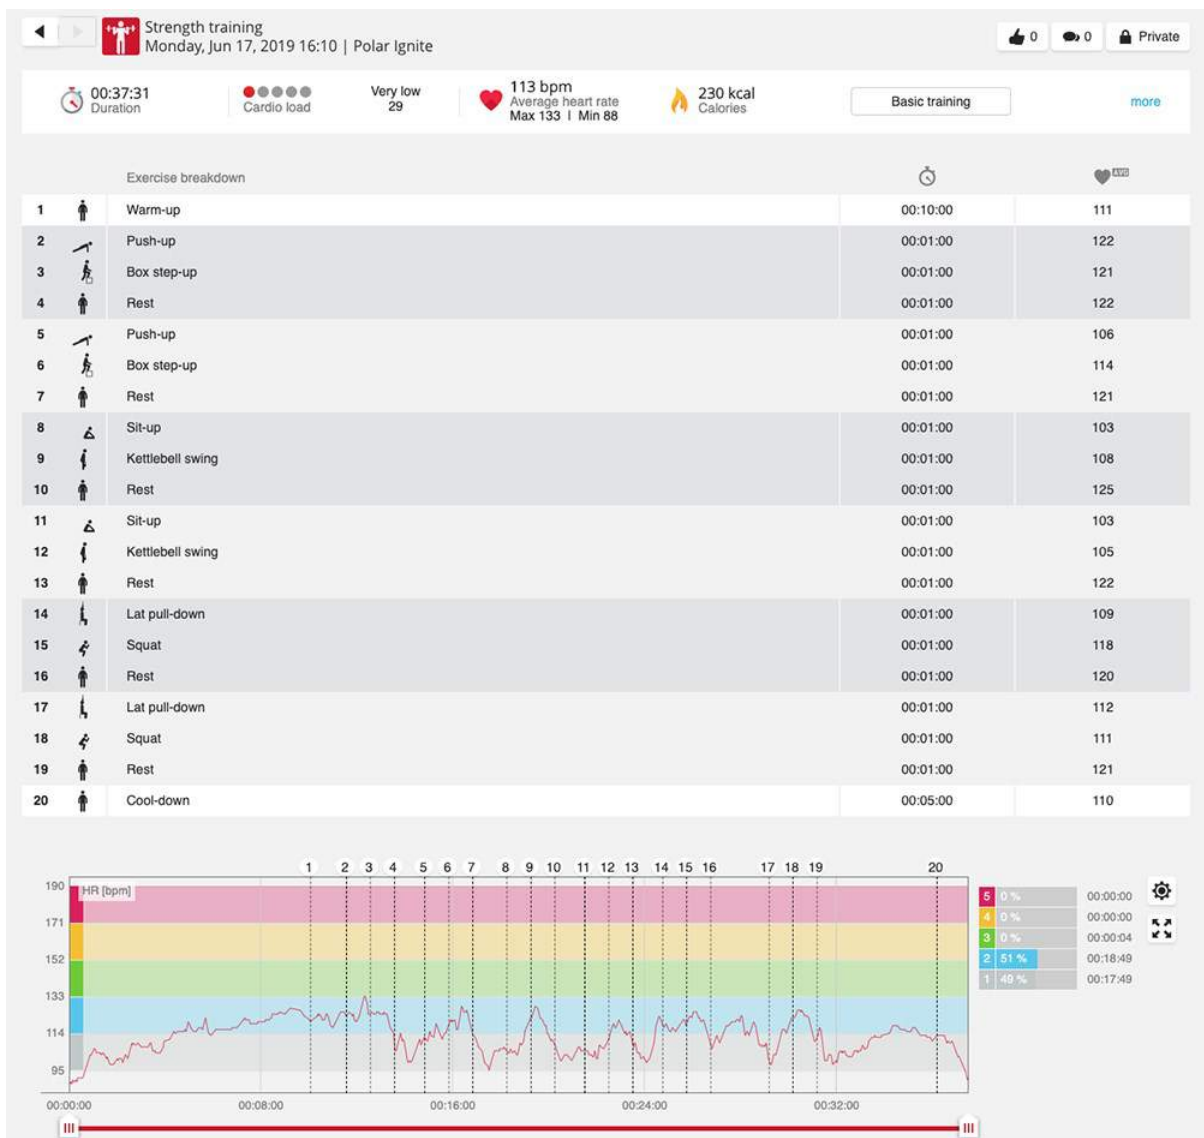 Strength training
Monday, Jun 17, 2019 16:10 | Polar Ignite
0
0
Private
00:37:31
Duration
Cardio load
Very low
29
113 bpm
Average heart rate
Max 133 | Min 88
230 kcal
Calories
Basic training
more
Exercise breakdown
AVG
1 Warm-up 00:10:00 111
2 Push-up 00:01:00 122
3 Box step-up 00:01:00 121
4 Rest 00:01:00 122
5 Push-up 00:01:00 106
6 Box step-up 00:01:00 114
7 Rest 00:01:00 121
8 Sit-up 00:01:00 103
9 Kettlebell swing 00:01:00 108
10 Rest 00:01:00 125
11 Sit-up 00:01:00 103
12 Kettlebell swing 00:01:00 105
13 Rest 00:01:00 122
14 Lat pull-down 00:01:00 109
15 Squat 00:01:00 118
16 Rest 00:01:00 120
17 Lat pull-down 00:01:00 112
18 Squat 00:01:00 111
19 Rest 00:01:00 121
20 Cool-down 00:05:00 110
1 2 3 4 5 6 7 8 9 10 11 12 13 14 15 16 17 18 19 20
190
HR [bpm]
171
152
133
114
95
00:00:00 00:08:00 00:16:00 00:24:00 00:32:00
5 0 % 00:00:00
4 0 % 00:00:00
3 0 % 00:00:04
2 51 % 00:18:49
1 49 % 00:17:49